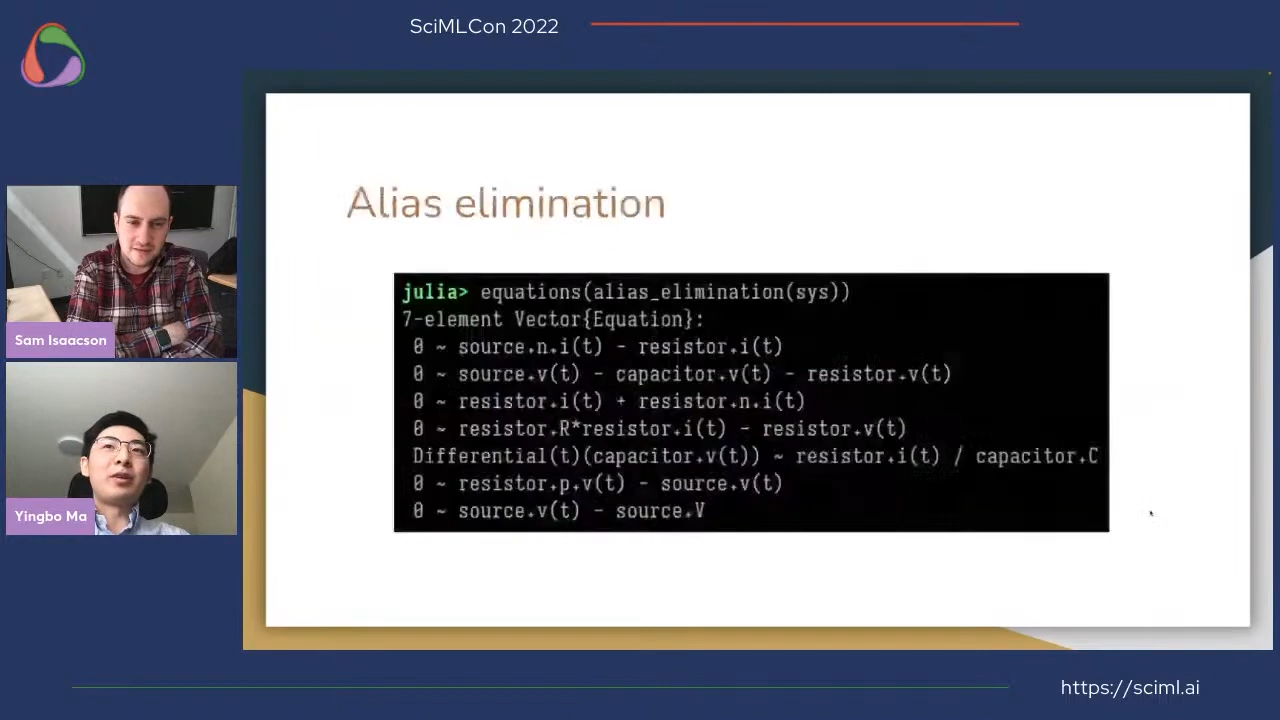 SciMLCon 2022
Alias elimination
julia> equations(alias_elimination(sys))
7-element Vector{Equation}:
0 ~ source.n.i(t) - resistor.i(t)
0 ~ source.v(t) - capacitor.v(t) - resistor.v(t)
0 ~ resistor.i(t) + resistor.n.i(t)
0 ~ resistor.R*resistor.i(t) - resistor.v(t)
Differential(t)(capacitor.v(t)) ~ resistor.i(t) / capacitor.C
0 ~ resistor.p.v(t) - source.v(t)
0 ~ source.v(t) - source.V
Sam Isaacson
Yingbo Ma
https://sciml.ai